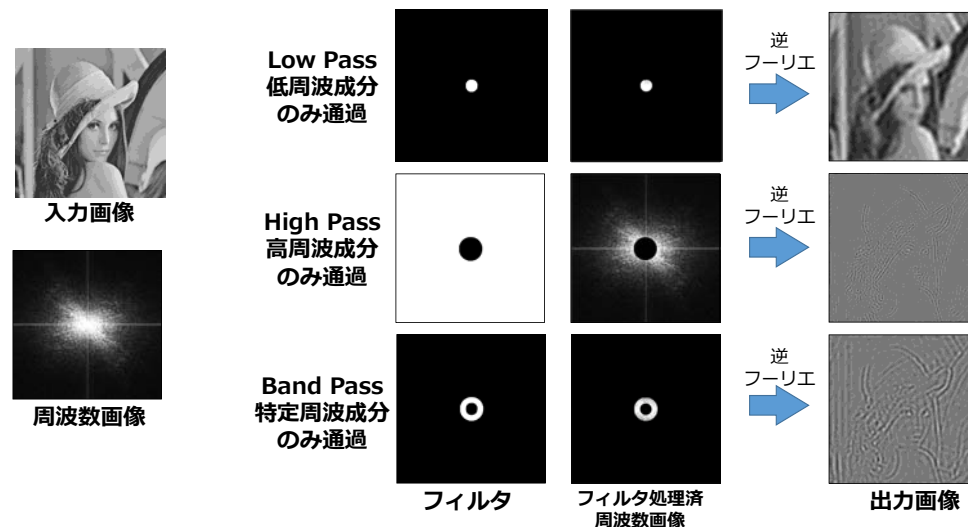 入力画像
周波数画像
Low Pass
低周波成分
のみ通過
逆
フーリエ
High Pass
高周波成分
のみ通過
逆
フーリエ
Band Pass
特定周波成分
のみ通過
逆
フーリエ
フィルタ
フィルタ処理済
周波数画像
出力画像